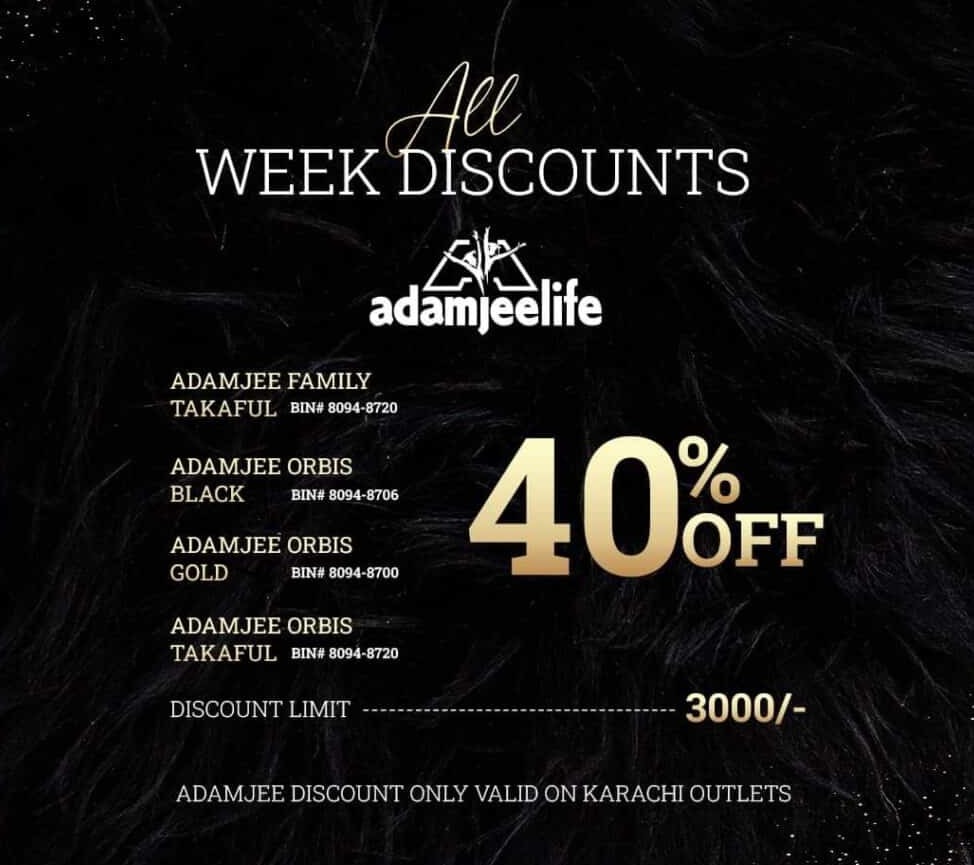 All
WEEK DISCOUNTS
adamjeelife
ADAMJEE FAMILY
TAKAFUL BIN# 8094-8720
ADAMJEE ORBIS
BLACK BIN# 8094-8706
ADAMJEE ORBIS
GOLD BIN# 8094-8700
ADAMJEE ORBIS
TAKAFUL BIN# 8094-8720
40%
OFF
DISCOUNT LIMIT ---------------------------------- 3000/-
ADAMJEE DISCOUNT ONLY VALID ON KARACHI OUTLETS